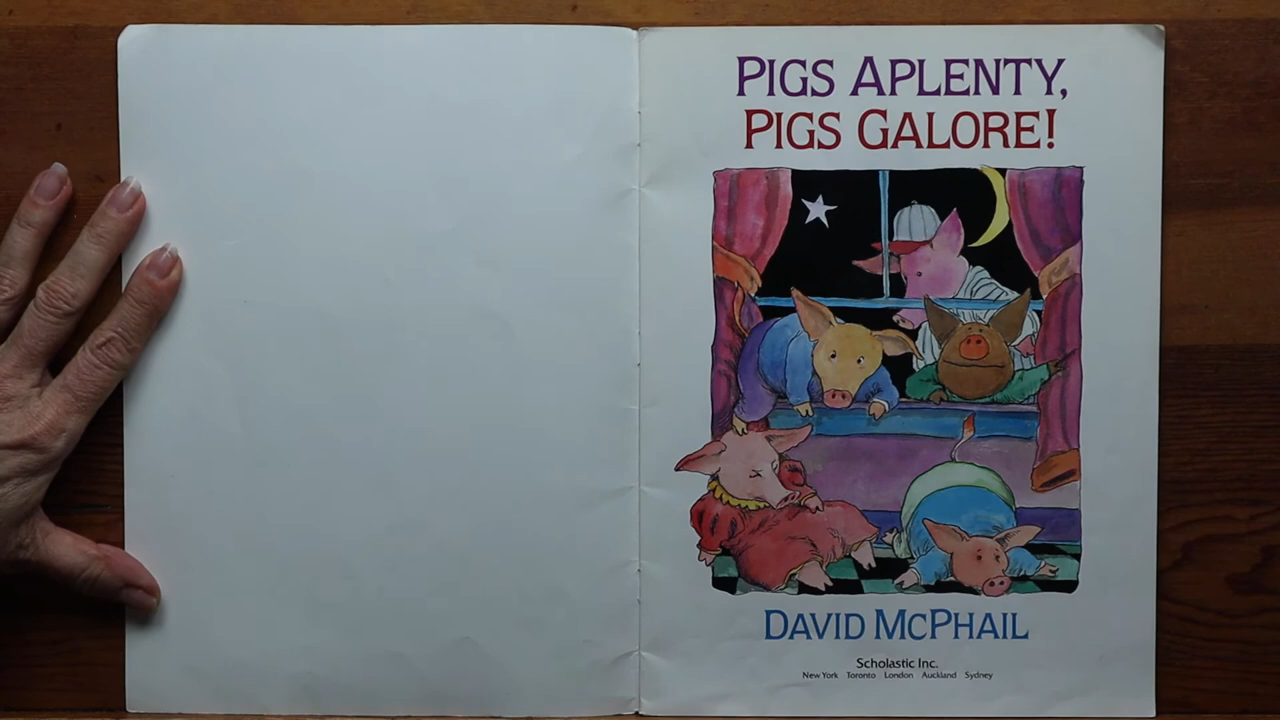 PIGS APLENTY,
PIGS GALORE!
DAVID MCPHAIL
Scholastic Inc.
New York Toronto London Auckland Sydney